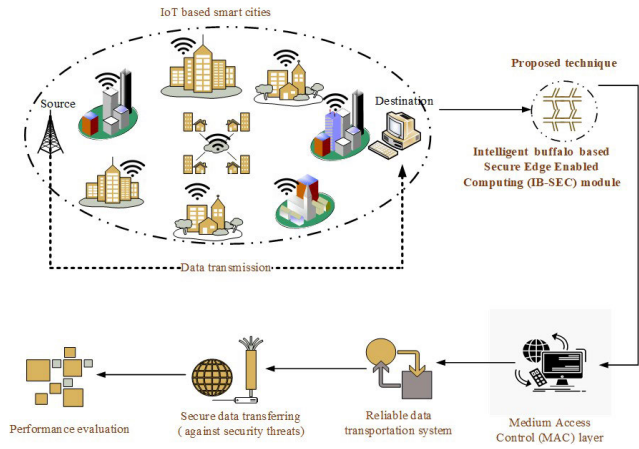 IoT based smart cities
Source
Destination
Data transmission
Proposed technique
Intelligent buffalo based
Secure Edge Enabled
Computing (IB-SEC) module
Performance evaluation
Secure data transferring
( against security threats)
Reliable data
transportation system
Medium Access
Control (MAC) layer